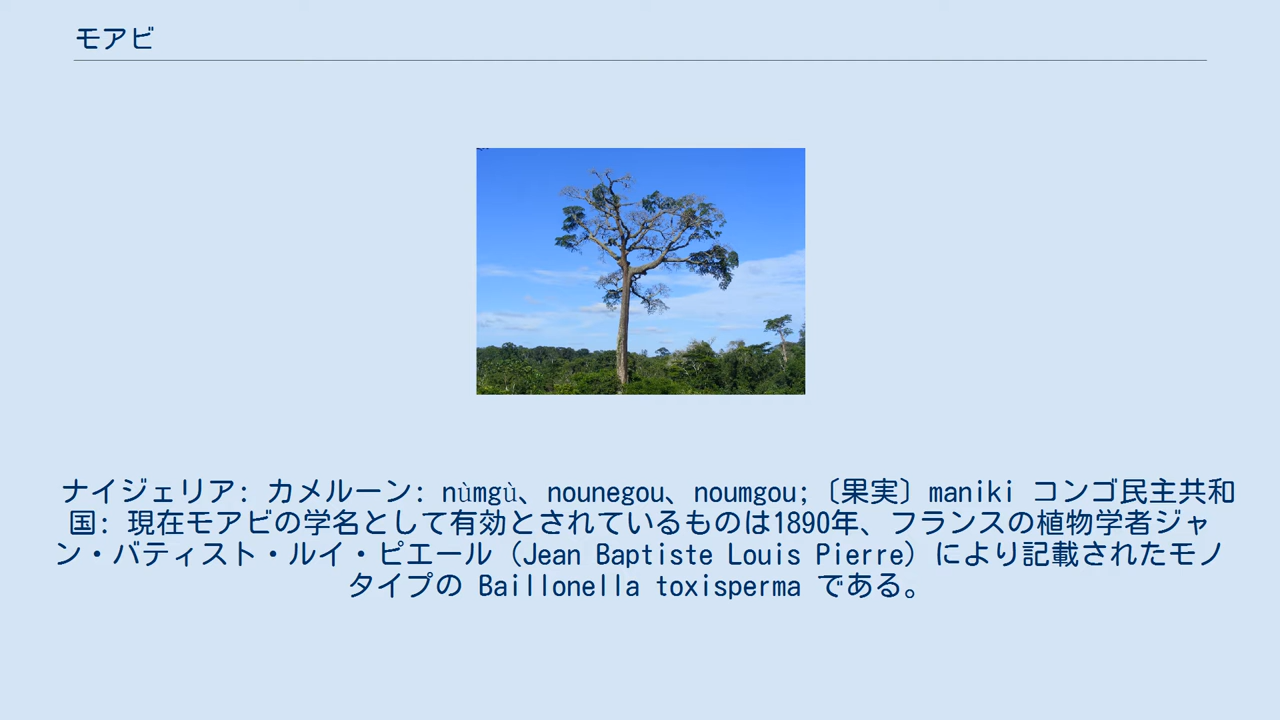 モアビ
ナイジェリア: カメルーン: nùmgù、nounegou、noumgou;〔果実〕maniki コンゴ民主共和
国: 現在モアビの学名として有効とされているものは1890年、フランスの植物学者ジャ
ン・バティスト・ルイ・ピエール（Jean Baptiste Louis Pierre）により記載されたモノ
タイプの Baillonella toxisperma である。